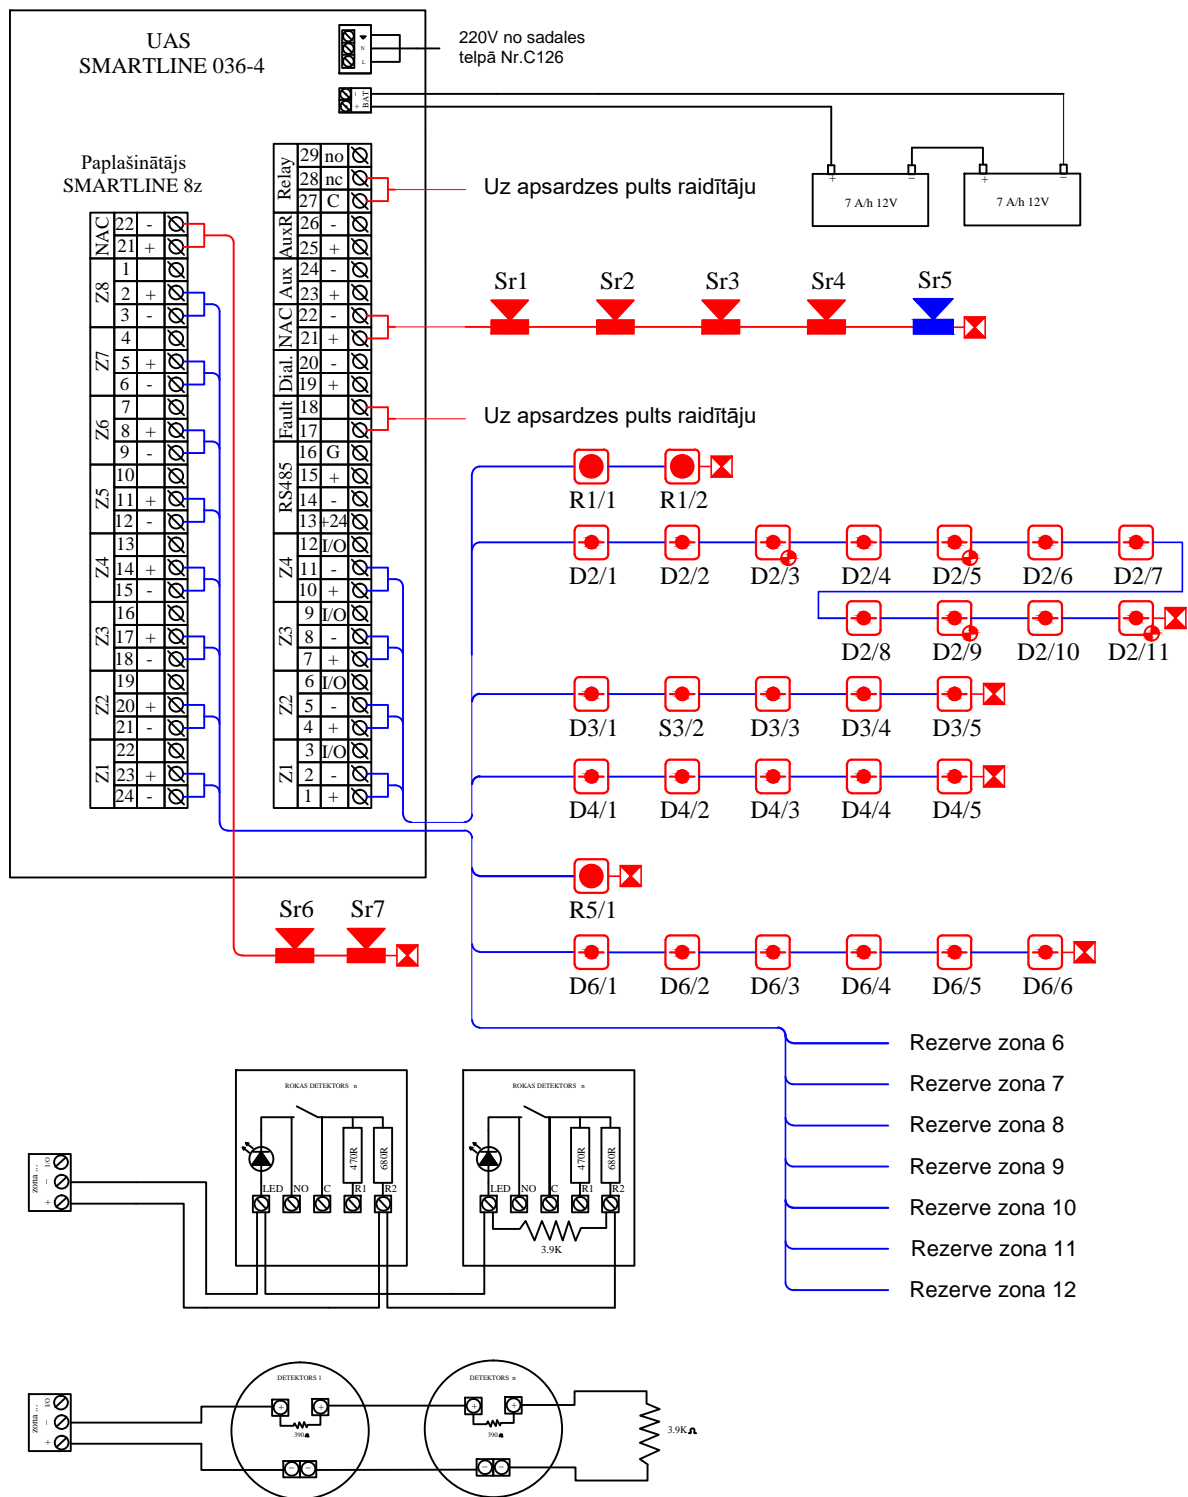 UAS
SMARTLINE 036-4
N
L
220V no sadales
telpā Nr.C126
-
+
BAT
+
-
7 A/h 12V
+
-
7 A/h 12V
Paplašinātājs
SMARTLINE 8z
NAC
22 -
21 +
Z8
1
2 +
3 -
Z7
4
5 +
6 -
Z6
7
8 +
9 -
Z5
10
11 +
12 -
Z4
13
14 +
15 -
Z3
16
17 +
18 -
Z2
19
20 +
21 -
Z1
22
23 +
24 -
Relay
29 no
28 nc
27 C
AuxR
26 -
25 +
Aux
24 -
23 +
NAC
22 -
21 +
Dial.
20 -
19 +
Fault
18
17
RS485
16 G
15 +
14 -
13 +24
Z4
12 I/O
11 -
10 +
Z3
9 I/O
8 -
7 +
Z2
6 I/O
5 -
4 +
Z1
3 I/O
2 -
1 +
Uz apsardzes pults raidītāju
Sr1 Sr2 Sr3 Sr4 Sr5
Uz apsardzes pults raidītāju
R1/1 R1/2
D2/1 D2/2 D2/3 D2/4 D2/5 D2/6 D2/7
D2/8 D2/9 D2/10 D2/11
D3/1 S3/2 D3/3 D3/4 D3/5
D4/1 D4/2 D4/3 D4/4 D4/5
R5/1
Sr6 Sr7
D6/1 D6/2 D6/3 D6/4 D6/5 D6/6
Rezerve zona 6
Rezerve zona 7
Rezerve zona 8
Rezerve zona 9
Rezerve zona 10
Rezerve zona 11
Rezerve zona 12
zona ...
I/O
-
+
ROKAS DETEKTORS n
470R
680R
LED NO C R1 R2
ROKAS DETEKTORS n
470R
680R
LED NO C R1 R2
3.9K
zona ...
I/O
-
+
DETEKTORS 1
+ +
390Ω
- -
DETEKTORS n
+ +
390Ω
- -
3.9KΩ